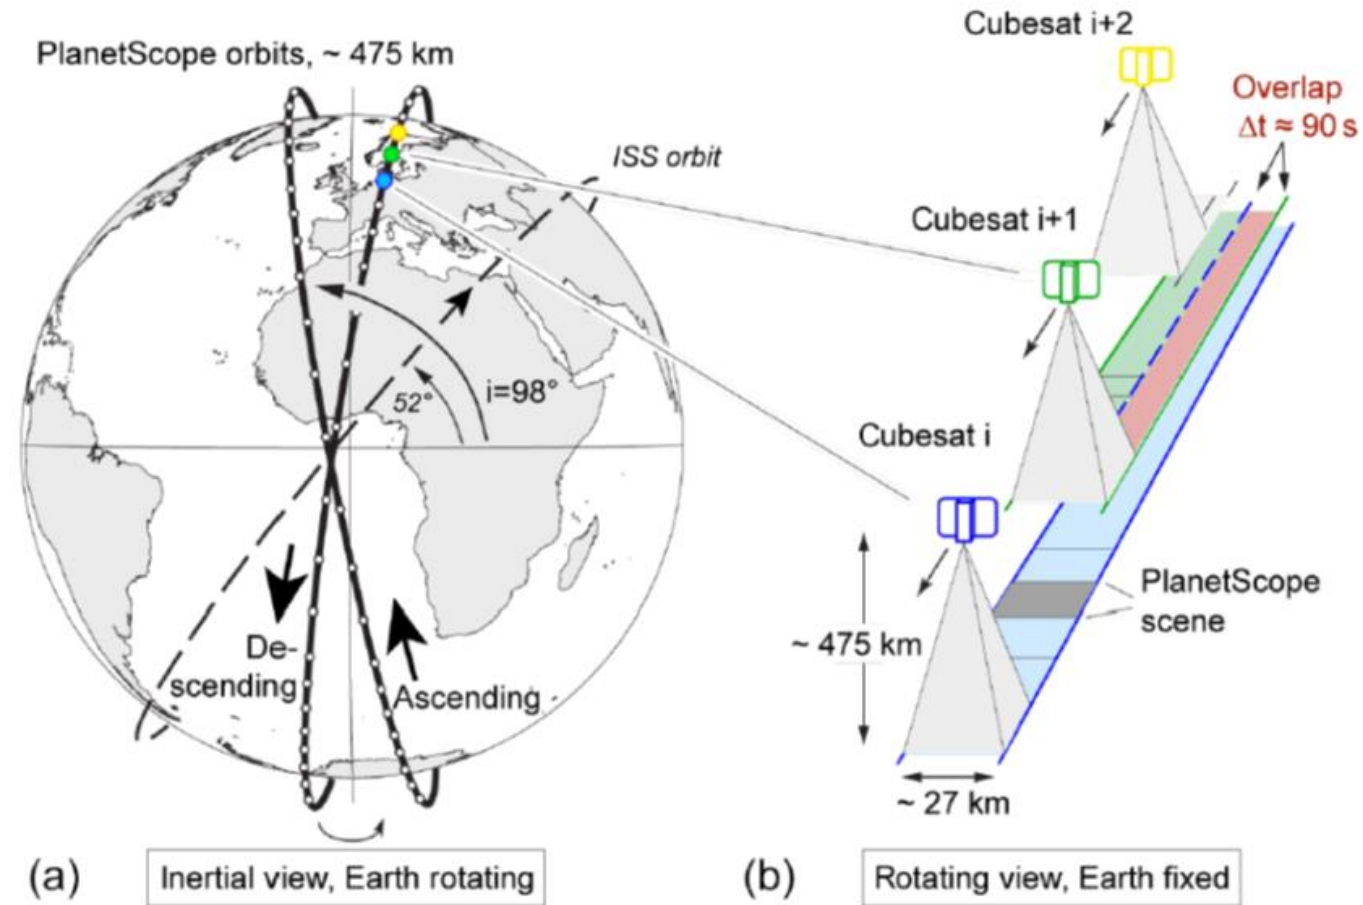 PlanetScope orbits, ~ 475 km
ISS orbit
i=98°
52°
De-
scending
Ascending
(a)
Inertial view, Earth rotating
Cubesat i+2
Overlap
Δt ≈ 90 s
Cubesat i+1
Cubesat i
PlanetScope
scene
~ 475 km
~ 27 km
(b)
Rotating view, Earth fixed